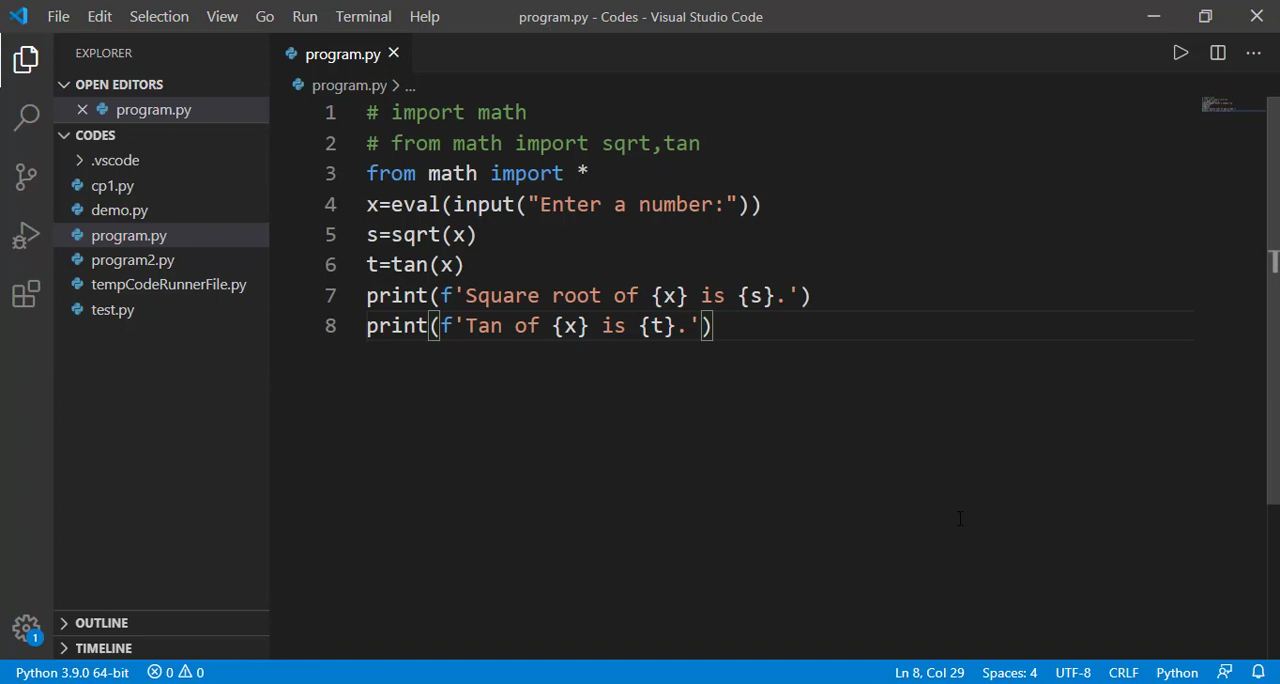 File Edit Selection View Go Run Terminal Help program.py - Codes - Visual Studio Code
EXPLORER
OPEN EDITORS
program.py
CODES
.vscode
cp1.py
demo.py
program.py
program2.py
tempCodeRunnerFile.py
test.py
OUTLINE
TIMELINE
1
program.py
program.py > ...
1 # import math
2 # from math import sqrt,tan
3 from math import *
4 x=eval(input("Enter a number:"))
5 s=sqrt(x)
6 t=tan(x)
7 print(f'Square root of {x} is {s}.')
8 print(f'Tan of {x} is {t}.')
Python 3.9.0 64-bit 0 0 Ln 8, Col 29 Spaces: 4 UTF-8 CRLF Python